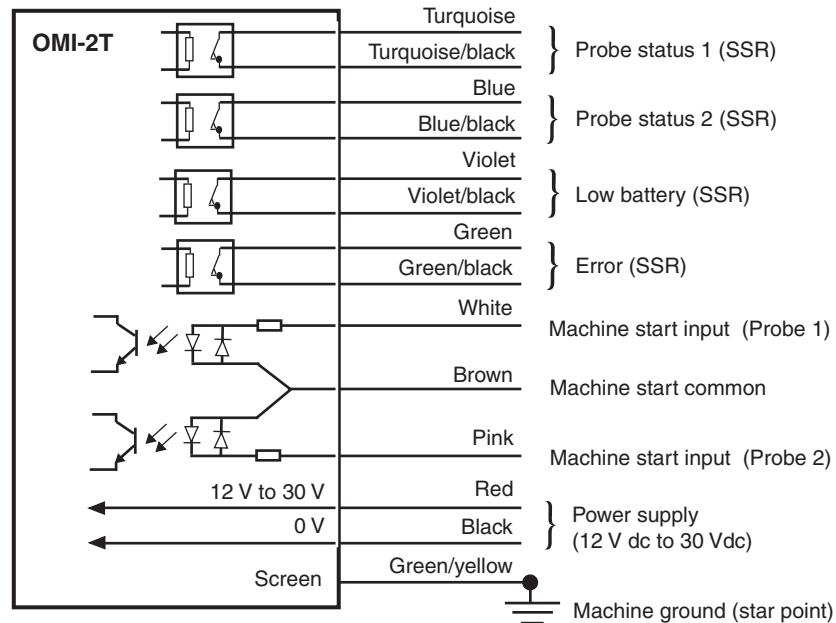 OMI-2T
Turquoise
Turquoise/black
Probe status 1 (SSR)
Blue
Blue/black
Probe status 2 (SSR)
Violet
Violet/black
Low battery (SSR)
Green
Green/black
Error (SSR)
White
Machine start input (Probe 1)
Brown
Machine start common
Pink
Machine start input (Probe 2)
12 V to 30 V
Red
0 V
Black
Power supply
(12 V dc to 30 Vdc)
Screen
Green/yellow
Machine ground (star point)